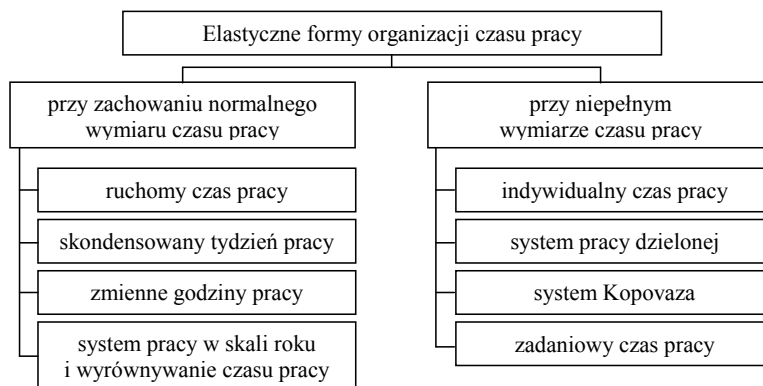 Elastyczne formy organizacji czasu pracy
przy zachowaniu normalnego
wymiaru czasu pracy
ruchomy czas pracy
skondensowany tydzień pracy
zmienne godziny pracy
system pracy w skali roku
i wyrównywanie czasu pracy
przy niepełnym
wymiarze czasu pracy
indywidualny czas pracy
system pracy dzielonej
system Kopovaza
zadaniowy czas pracy